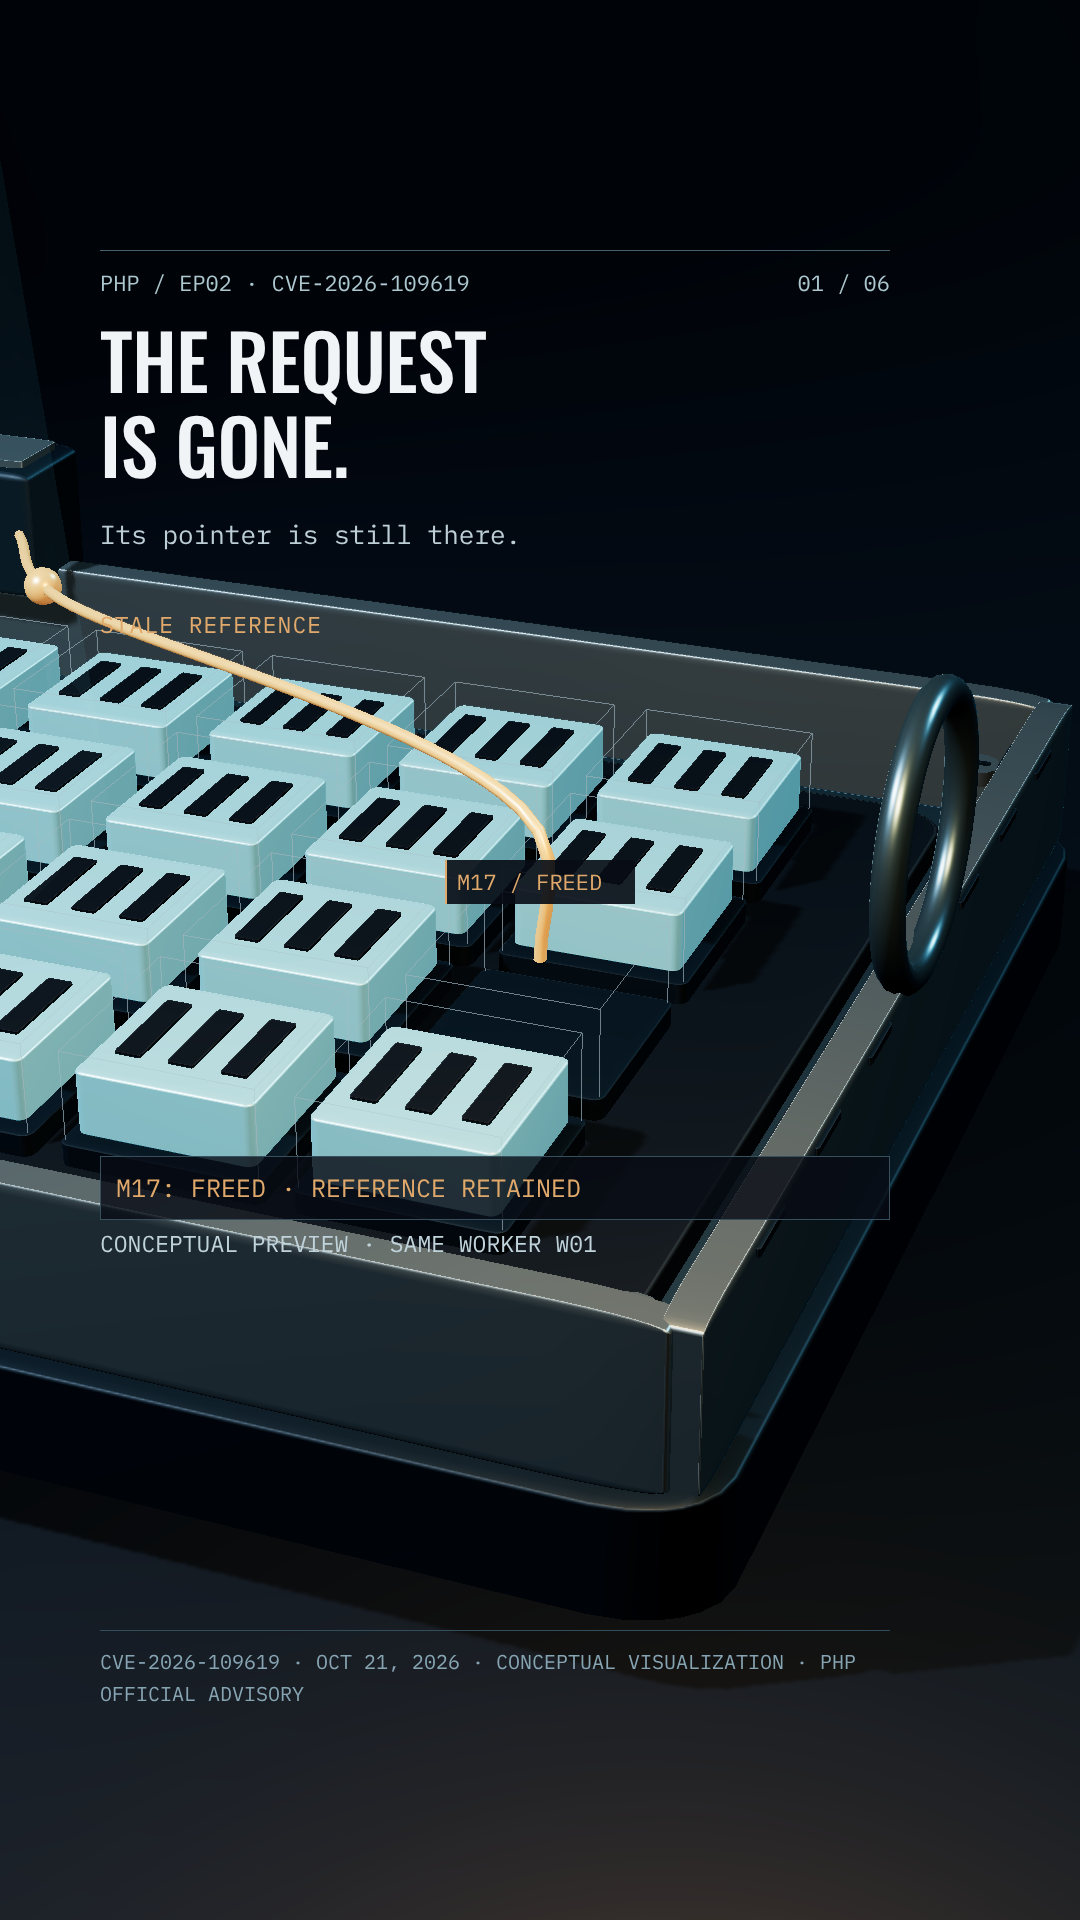 PHP / EP02 · CVE-2026-109619
01 / 06
THE REQUEST
IS GONE.
Its pointer is still there.
STALE REFERENCE
M17 / FREED
M17: FREED · REFERENCE RETAINED
CONCEPTUAL PREVIEW · SAME WORKER W01
CVE-2026-109619 · OCT 21, 2026 · CONCEPTUAL VISUALIZATION · PHP
OFFICIAL ADVISORY